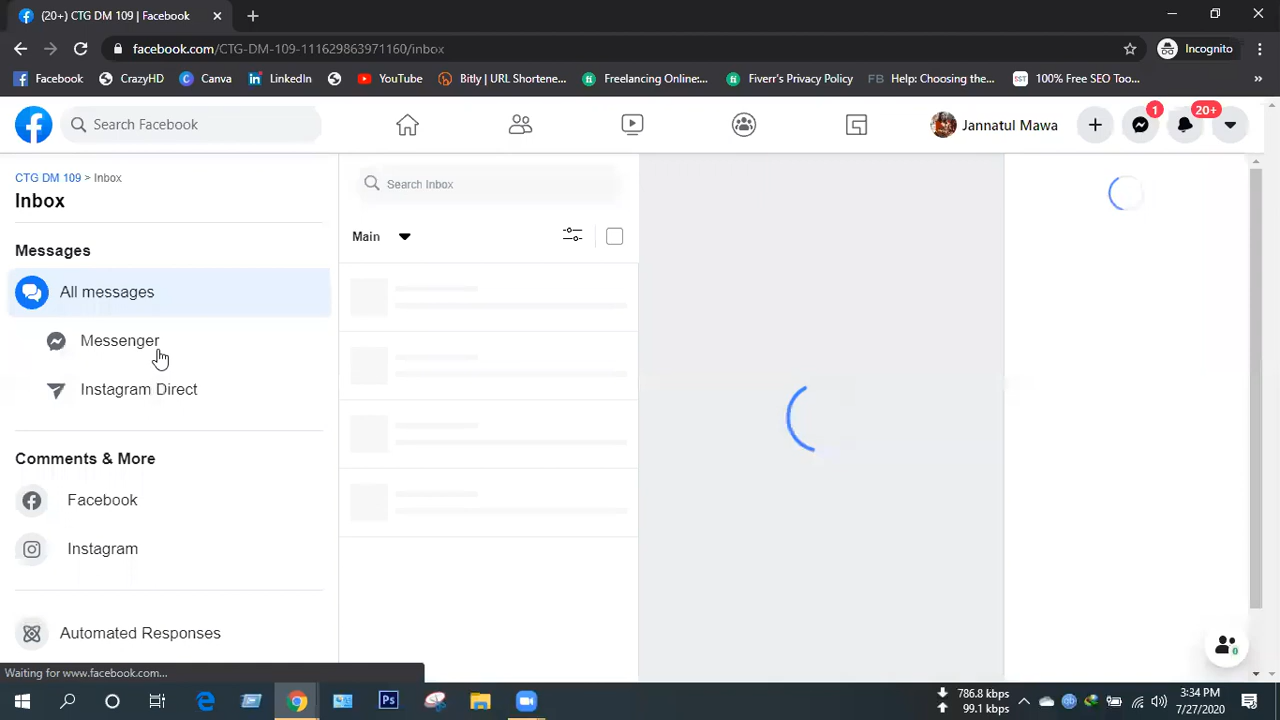 (20+) CTG DM 109 | Facebook
facebook.com/CTG-DM-109-111629863971160/inbox
Incognito
Facebook
CrazyHD
Canva
LinkedIn
YouTube
Bitly | URL Shortene...
Freelancing Online:...
Fiverr's Privacy Policy
FB Help: Choosing the...
SST 100% Free SEO Too...
»
Search Facebook
Jannatul Mawa
1
20+
CTG DM 109 > Inbox
Inbox
Search Inbox
Main
Messages
All messages
Messenger
Instagram Direct
Comments & More
Facebook
Instagram
Automated Responses
0
Waiting for www.facebook.com...
Ps
786.8 kbps
99.1 kbps
3:34 PM
7/27/2020